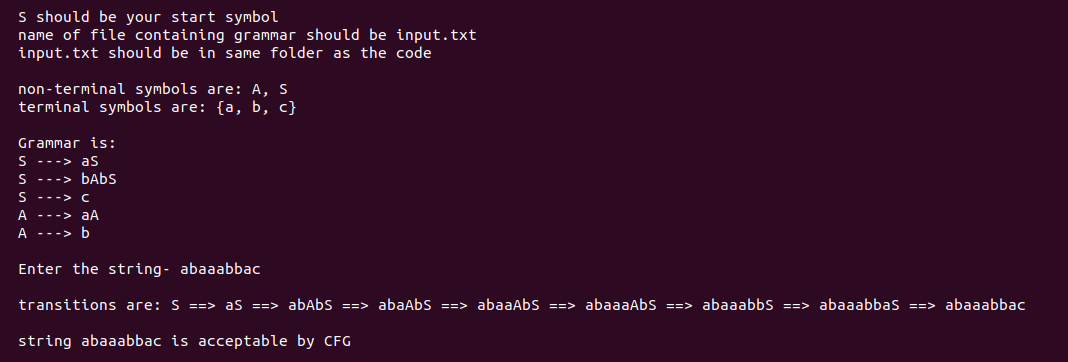 S should be your start symbol
name of file containing grammar should be input.txt
input.txt should be in same folder as the code
non-terminal symbols are: A, S
terminal symbols are: {a, b, c}
Grammar is:
S ---> aS
S ---> bAbS
S ---> c
A ---> aA
A ---> b
Enter the string- abaaabbac
transitions are: S ==> aS ==> abAbS ==> abaAbS ==> abaaAbS ==> abaaaAbS ==> abaaabbS ==> abaaabbaS ==> abaaabbac
string abaaabbac is acceptable by CFG